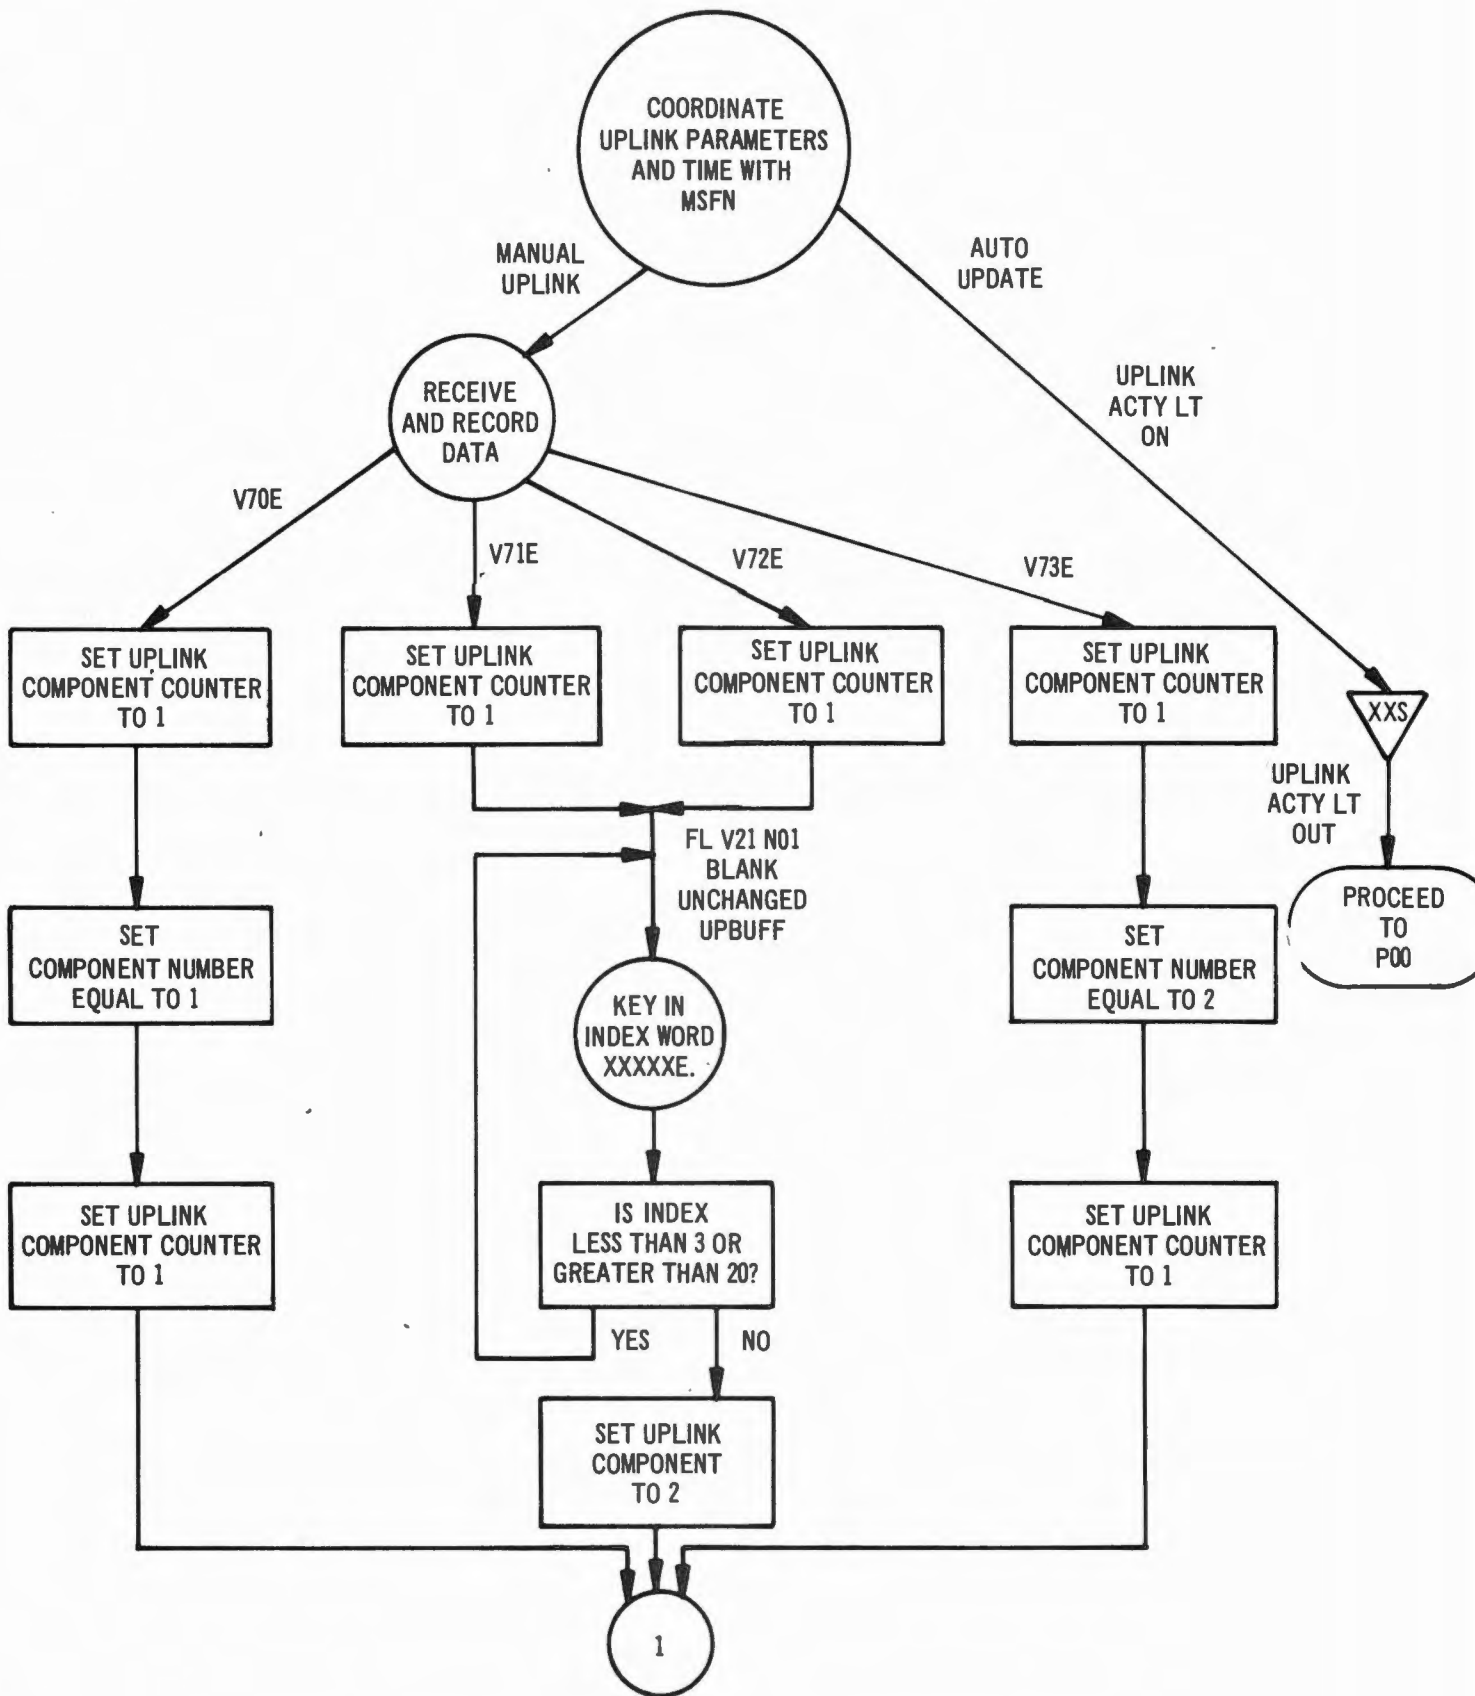 COORDINATE
UPLINK PARAMETERS
AND TIME WITH
MSFN
MANUAL
UPLINK
AUTO
UPDATE
UPLINK
ACTY LT
ON
RECEIVE
AND RECORD
DATA
V70E
V71E
V72E
V73E
SET UPLINK
COMPONENT COUNTER
TO 1
SET UPLINK
COMPONENT COUNTER
TO 1
SET UPLINK
COMPONENT COUNTER
TO 1
SET UPLINK
COMPONENT COUNTER
TO 1
XXS
UPLINK
ACTY LT
OUT
FL V21 N01
BLANK
UNCHANGED
UPBUFF
SET
COMPONENT NUMBER
EQUAL TO 1
KEY IN
INDEX WORD
XXXXXE.
SET
COMPONENT NUMBER
EQUAL TO 2
PROCEED
TO
P00
SET UPLINK
COMPONENT COUNTER
TO 1
IS INDEX
LESS THAN 3 OR
GREATER THAN 20?
SET UPLINK
COMPONENT COUNTER
TO 1
YES
NO
SET UPLINK
COMPONENT
TO 2
1